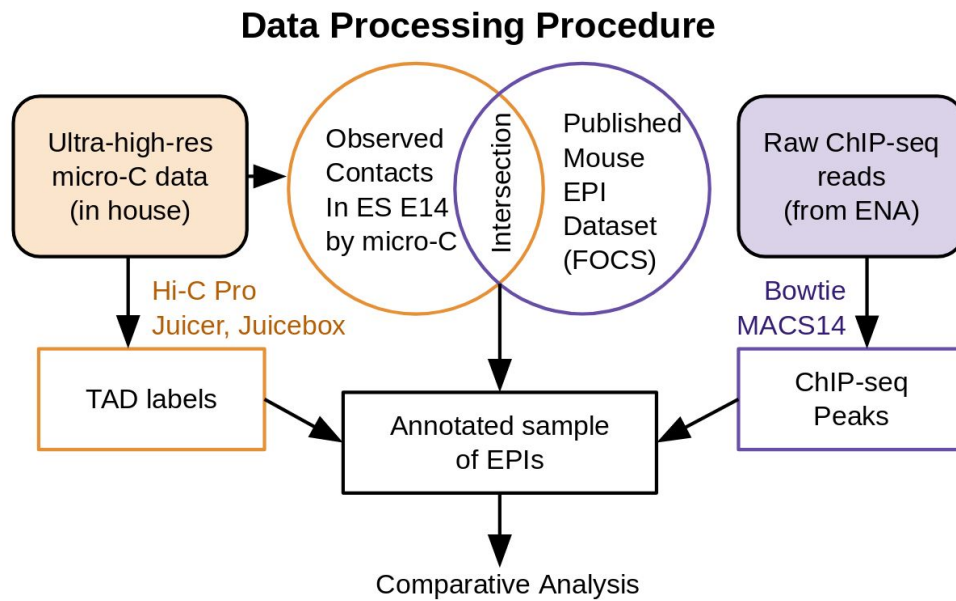 Data Processing Procedure
Ultra-high-res
micro-C data
(in house)
Observed
Contacts
In ES E14
by micro-C
Intersection
Published
Mouse
EPI
Dataset
(FOCS)
Raw ChIP-seq
reads
(from ENA)
Hi-C Pro
Juicer, Juicebox
Bowtie
MACS14
TAD labels
Annotated sample
of EPIs
ChIP-seq
Peaks
Comparative Analysis